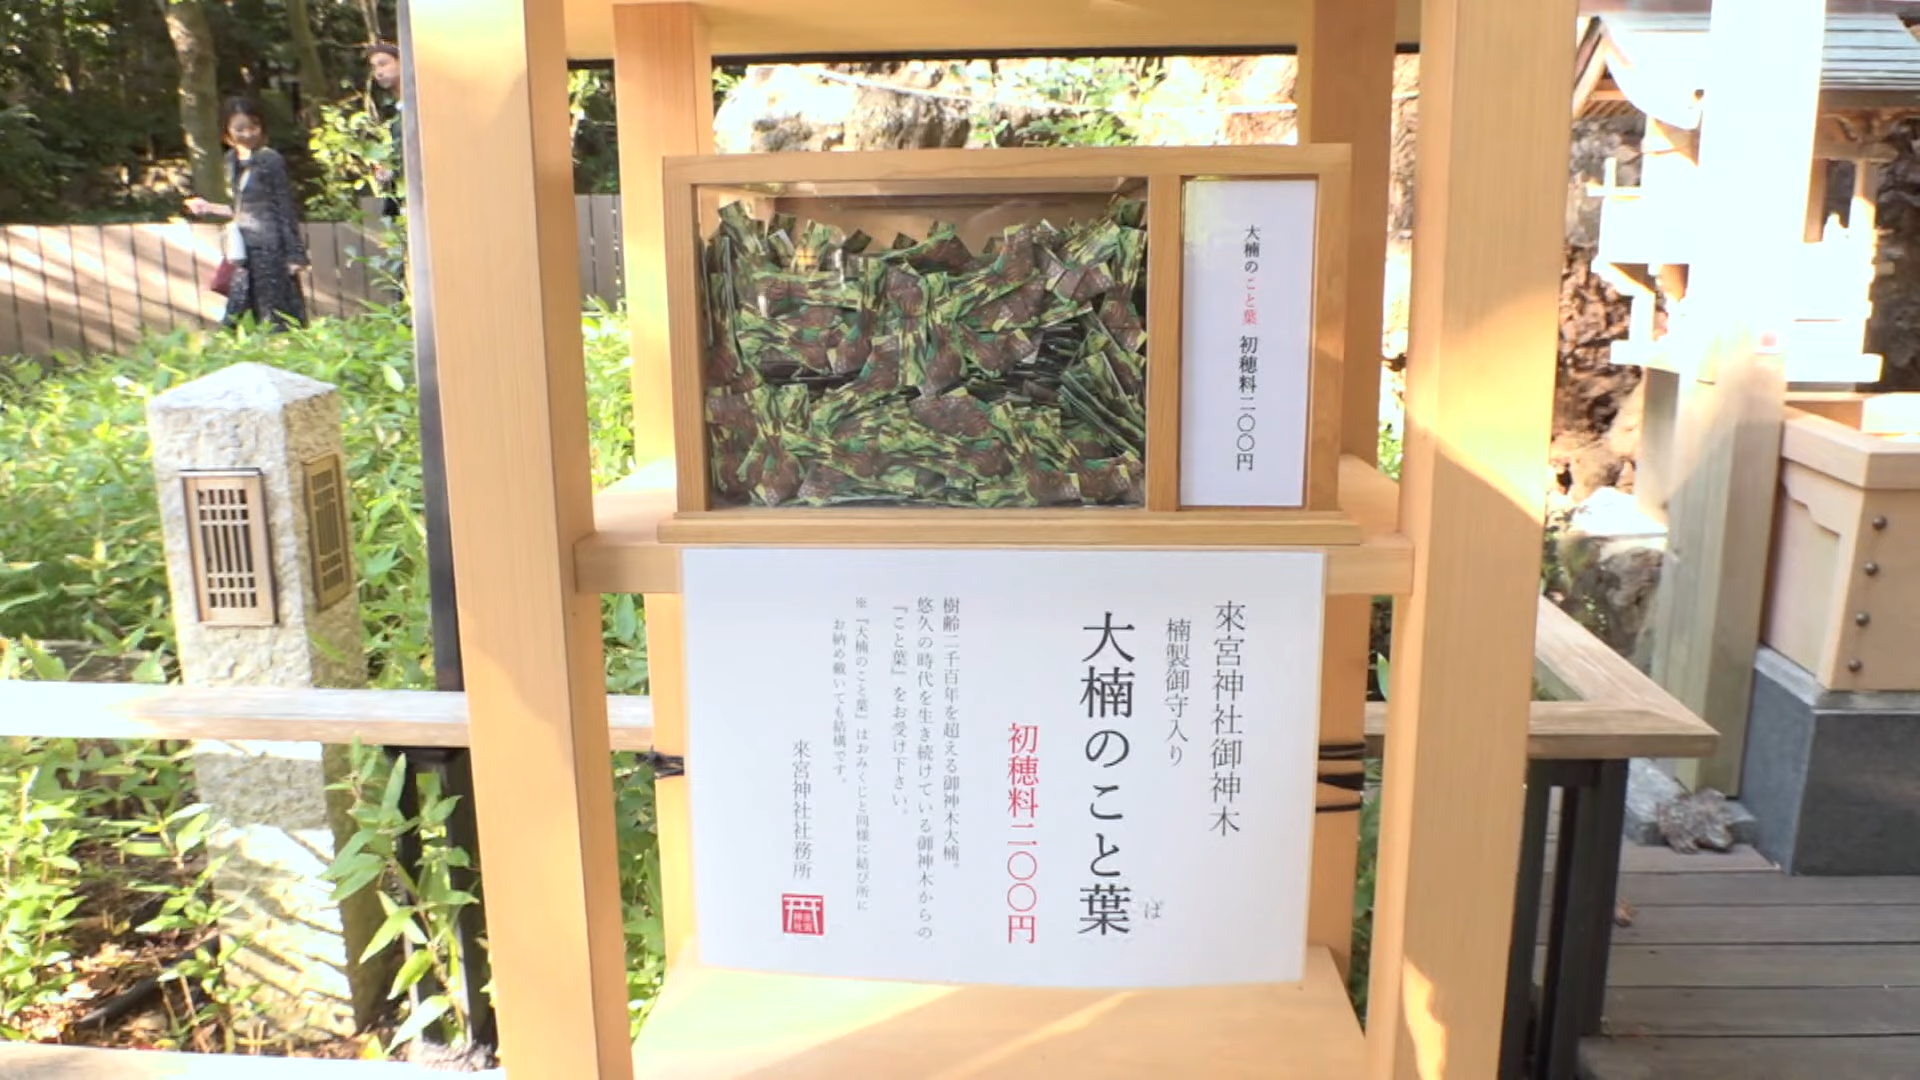 大楠のこと葉 初穂料二〇〇円
來宮神社御神木
楠製御守入り
大楠のこと葉
ば
初穂料二〇〇円
樹齢二千百年を超える御神木大楠。
悠久の時代を生き続けている御神木からの
『こと葉』をお受け下さい。
※『大楠のこと葉』はおみくじと同様に結び所に
お納め戴いても結構です。
來宮神社社務所